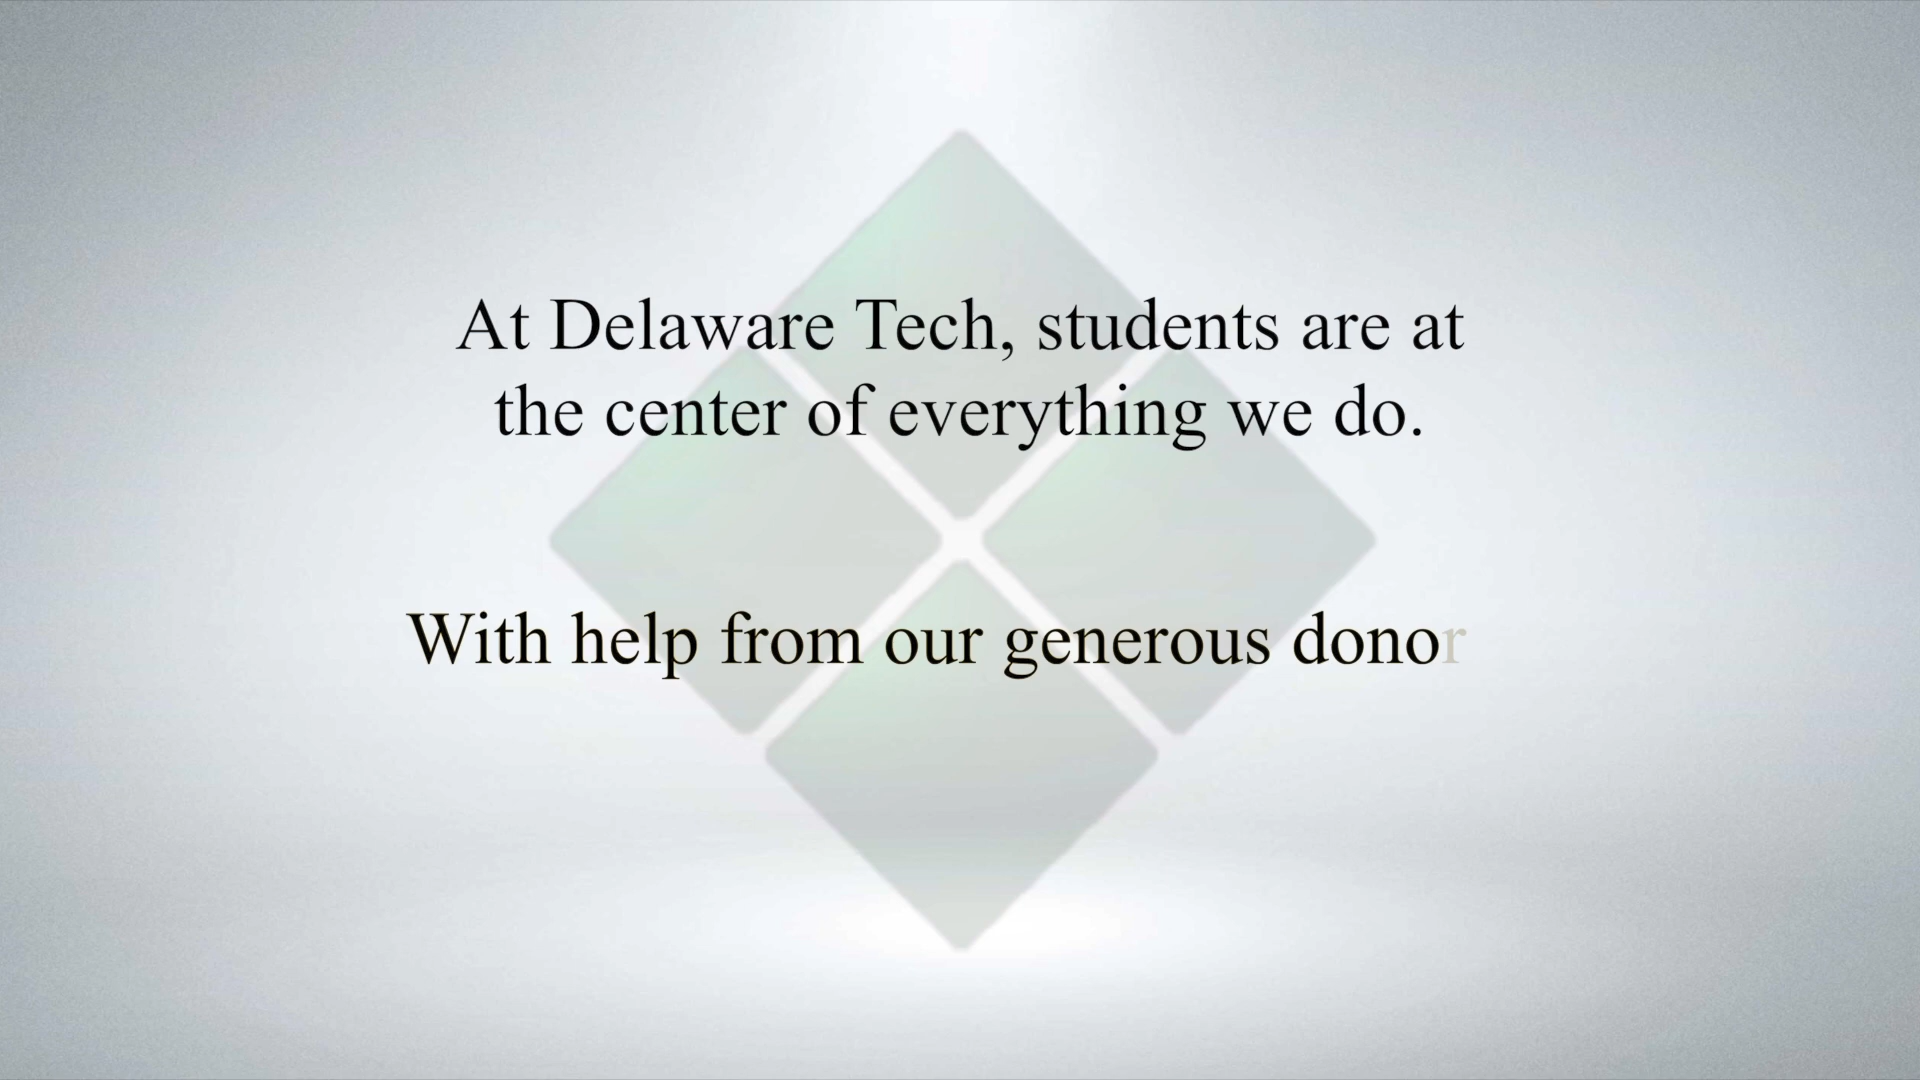 At Delaware Tech, students are at
the center of everything we do.
With help from our generous donor